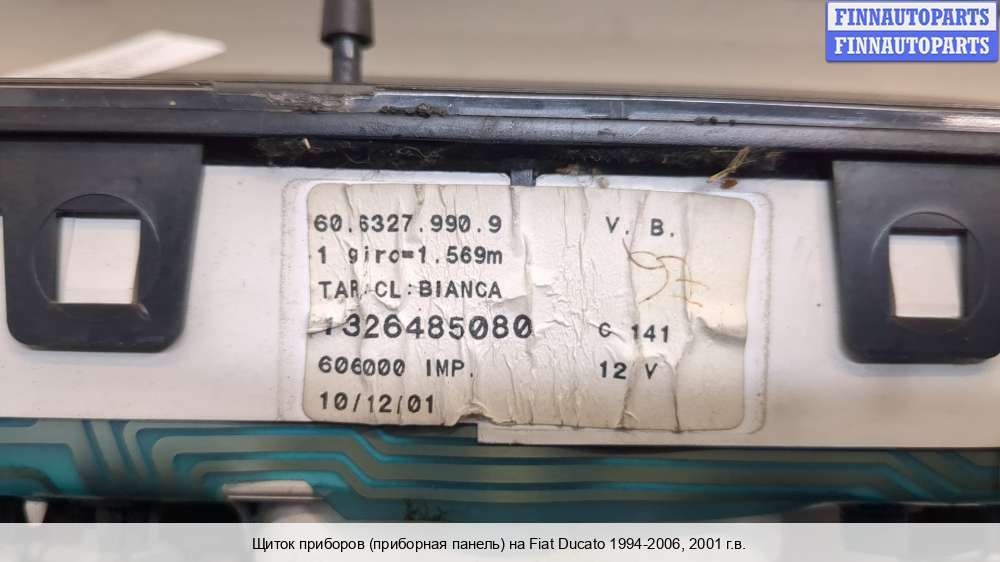 FINNAUTOPARTS
FINNAUTOPARTS
60.6327.990.9 V. B.
1 giro=1.569m
TAR.CL:BIANCA
1326485080 C 141
606000 IMP. 12 V
10/12/01
Щиток приборов (приборная панель) на Fiat Ducato 1994-2006, 2001 г.в.